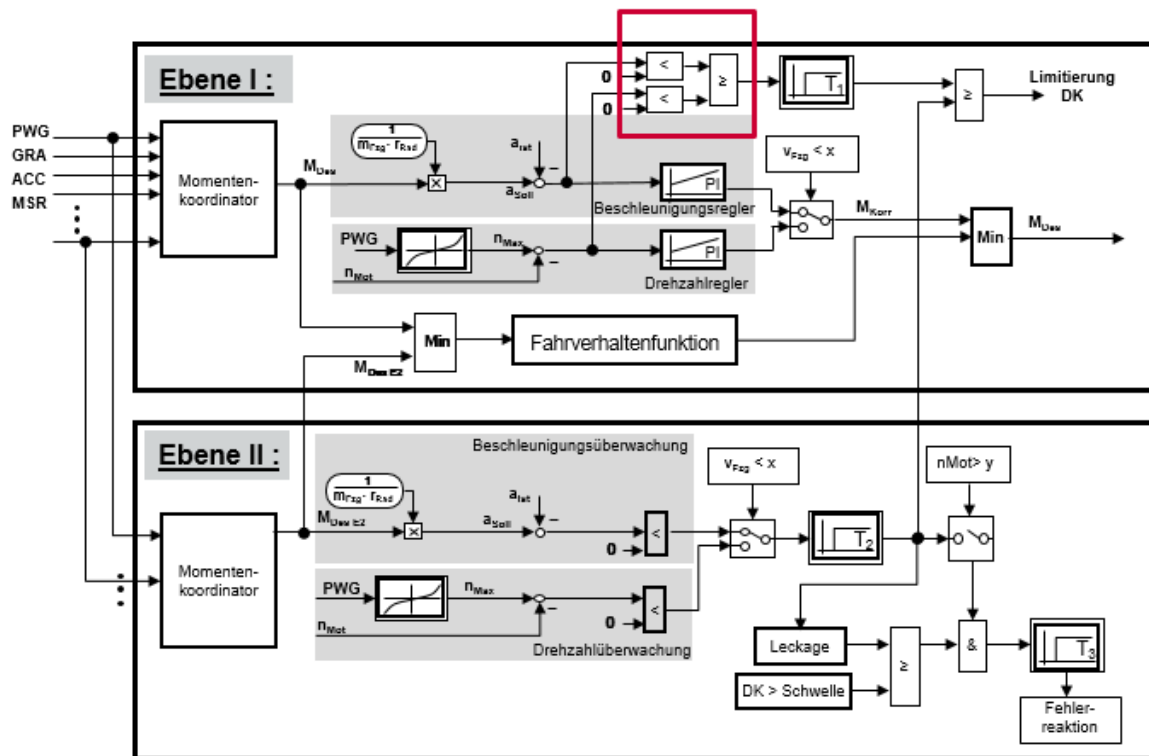 Ebene I :
PWG
GRA
ACC
MSR
Momenten-
koordinator
M_Des
1
m_Fzg · r_Rad
X
a_Ist
−
a_Soll
PI
Beschleunigungsregler
PWG
n_Max
−
n_Mot
PI
Drehzahlregler
0
<
0
<
≥
T_1
≥
Limitierung
DK
v_Fzg < x
M_Korr
Min
M_Des
Min
M_Des E2
Fahrverhaltenfunktion
Ebene II :
Momenten-
koordinator
Beschleunigungsüberwachung
1
m_Fzg · r_Rad
M_Des E2
X
a_Soll
a_Ist
−
0
<
PWG
n_Max
−
n_Mot
0
<
Drehzahlüberwachung
v_Fzg < x
T_2
nMot> y
Leckage
DK > Schwelle
≥
&
T_3
Fehler-
reaktion